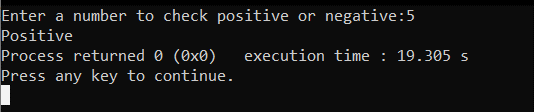 Enter a number to check positive or negative:5
Positive
Process returned 0 (0x0)   execution time : 19.305 s
Press any key to continue.